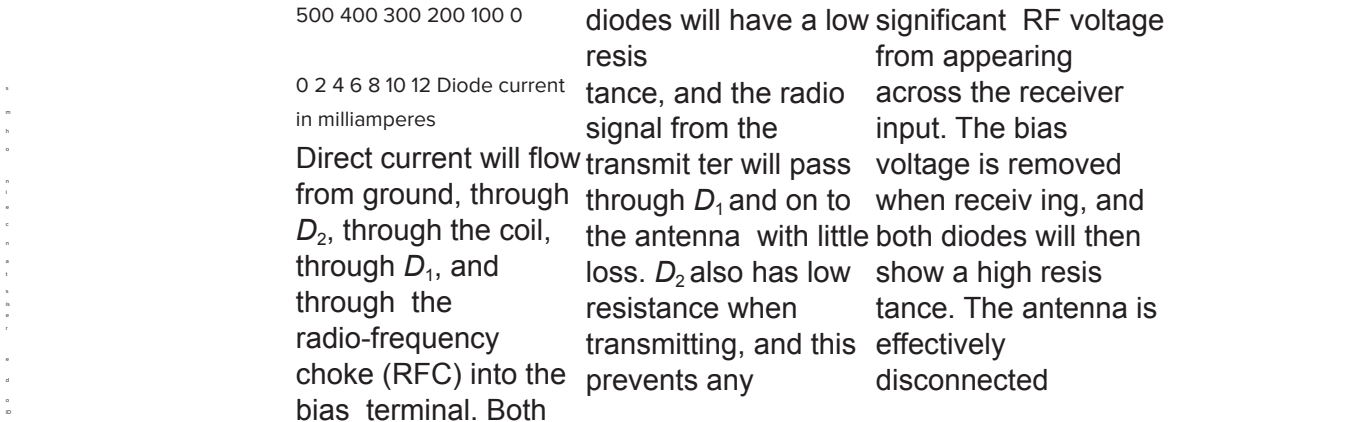 s m h o n i e c n a t s is e r e d o iD
500 400 300 200 100 0
0 2 4 6 8 10 12 Diode current
in milliamperes
Direct current will flow
from ground, through
D₂, through the coil,
through D₁, and
through the
radio-frequency
choke (RFC) into the
bias terminal. Both
diodes will have a low
resis
tance, and the radio
signal from the
transmit ter will pass
through D₁ and on to
the antenna with little
loss. D₂ also has low
resistance when
transmitting, and this
prevents any
significant RF voltage
from appearing
across the receiver
input. The bias
voltage is removed
when receiv ing, and
both diodes will then
show a high resis
tance. The antenna is
effectively
disconnected